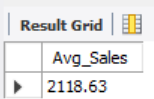 Result Grid
Avg_Sales
2118.63